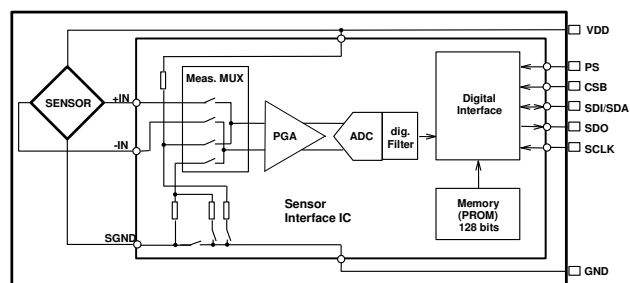 VDD
Meas. MUX
PS
CSB
SENSOR
+IN
Digital
Interface
SDI/SDA
PGA
ADC
dig.
Filter
SDO
-IN
SCLK
Sensor
Interface IC
Memory
(PROM)
128 bits
SGND
GND